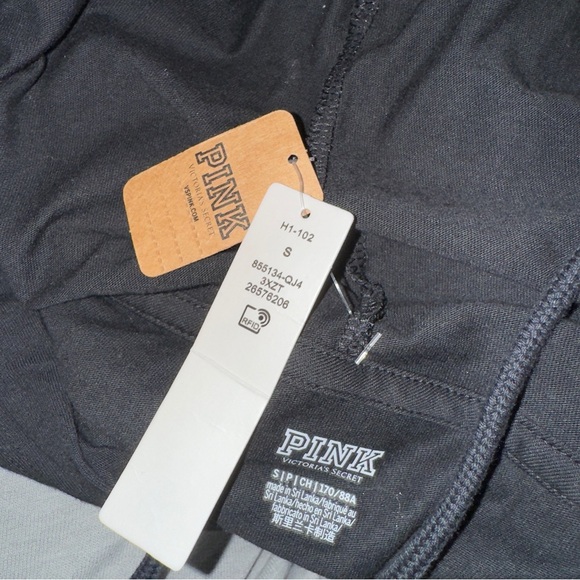 PINK
VICTORIA'S SECRET
VSPINK.COM
H1-102
S
855134-QJ4
3XZT
26576206
RFID
PINK
VICTORIA'S SECRET
S|P|CH|170/88A
made in Sri Lanka/fabriqué au
Sri Lanka/hecho en Sri Lanka/
fabricado en Sri Lanka/
斯里兰卡制造